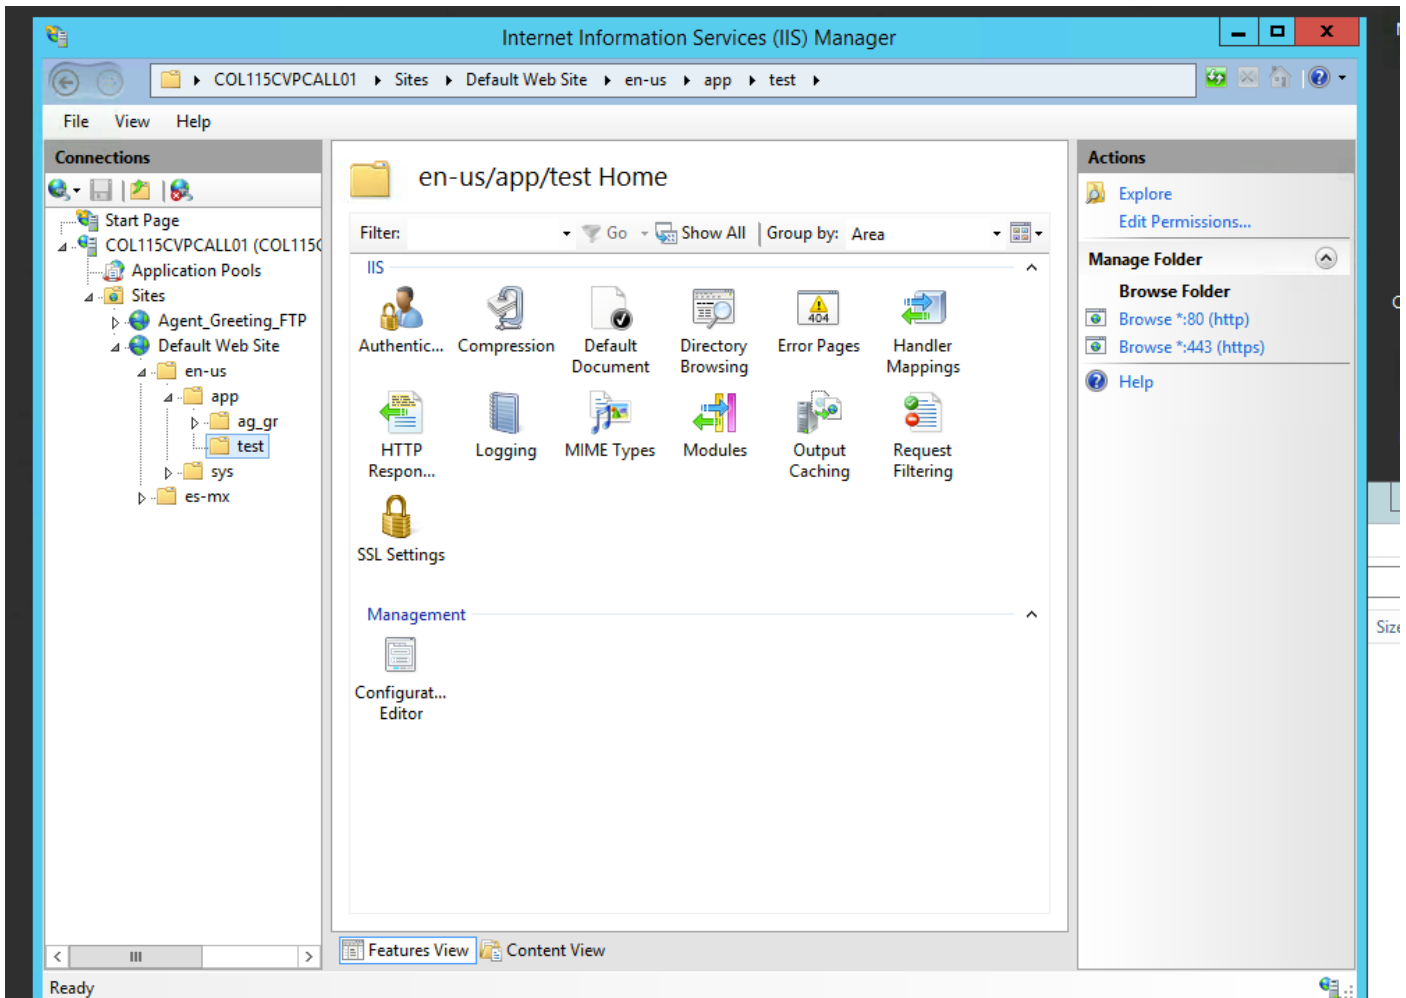 Internet Information Services (IIS) Manager
COL115CVPCALL01 Sites Default Web Site en-us app test
File View Help
Connections
Start Page
COL115CVPCALL01 (COL115C
Application Pools
Sites
Agent_Greeting_FTP
Default Web Site
en-us
app
ag_gr
test
sys
es-mx
en-us/app/test Home
Filter: Go Show All Group by: Area
IIS
Authentic... Compression Default Document Directory Browsing Error Pages Handler Mappings
HTTP Respon... Logging MIME Types Modules Output Caching Request Filtering
SSL Settings
Management
Configurat... Editor
Features View Content View
Actions
Explore
Edit Permissions...
Manage Folder
Browse Folder
Browse *:80 (http)
Browse *:443 (https)
Help
Ready
404
Size